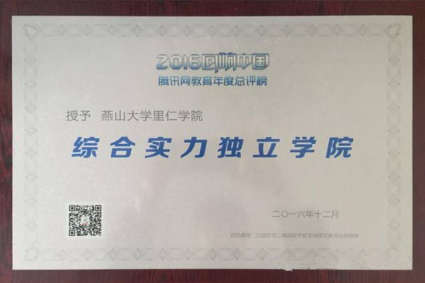 2016回响中国
腾讯网教育年度总评榜
授予 燕山大学里仁学院
综合实力独立学院
二〇一六年十二月